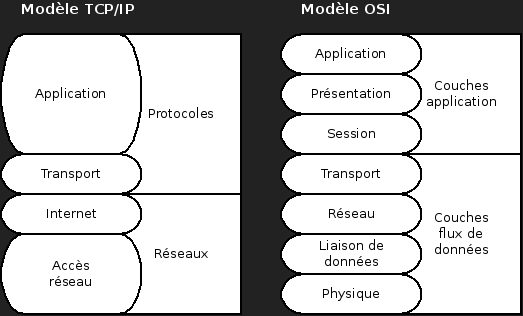 Modèle TCP/IP
Application
Transport
Internet
Accès
réseau
Protocoles
Réseaux
Modèle OSI
Application
Présentation
Session
Transport
Réseau
Liaison de
données
Physique
Couches
application
Couches
flux de
données